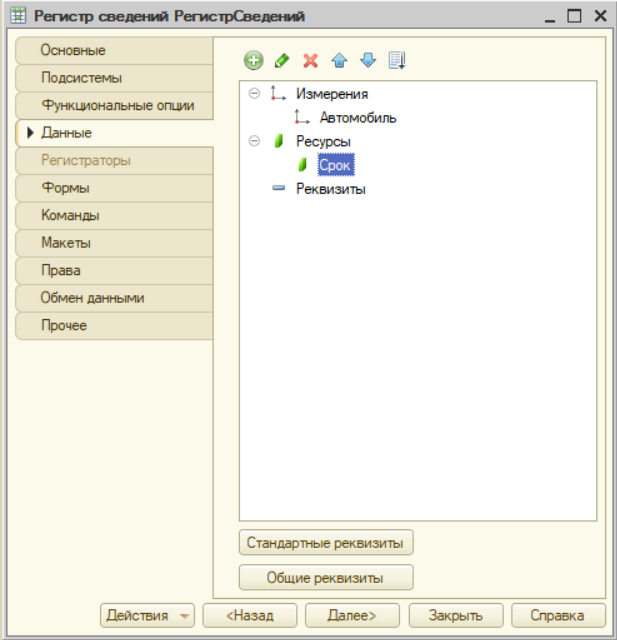 Регистр сведений РегистрСведений
Основные
Подсистемы
Функциональные опции
Данные
Регистраторы
Формы
Команды
Макеты
Права
Обмен данными
Прочее
Измерения
Автомобиль
Ресурсы
Срок
Реквизиты
Стандартные реквизиты
Общие реквизиты
Действия <Назад Далее> Закрыть Справка